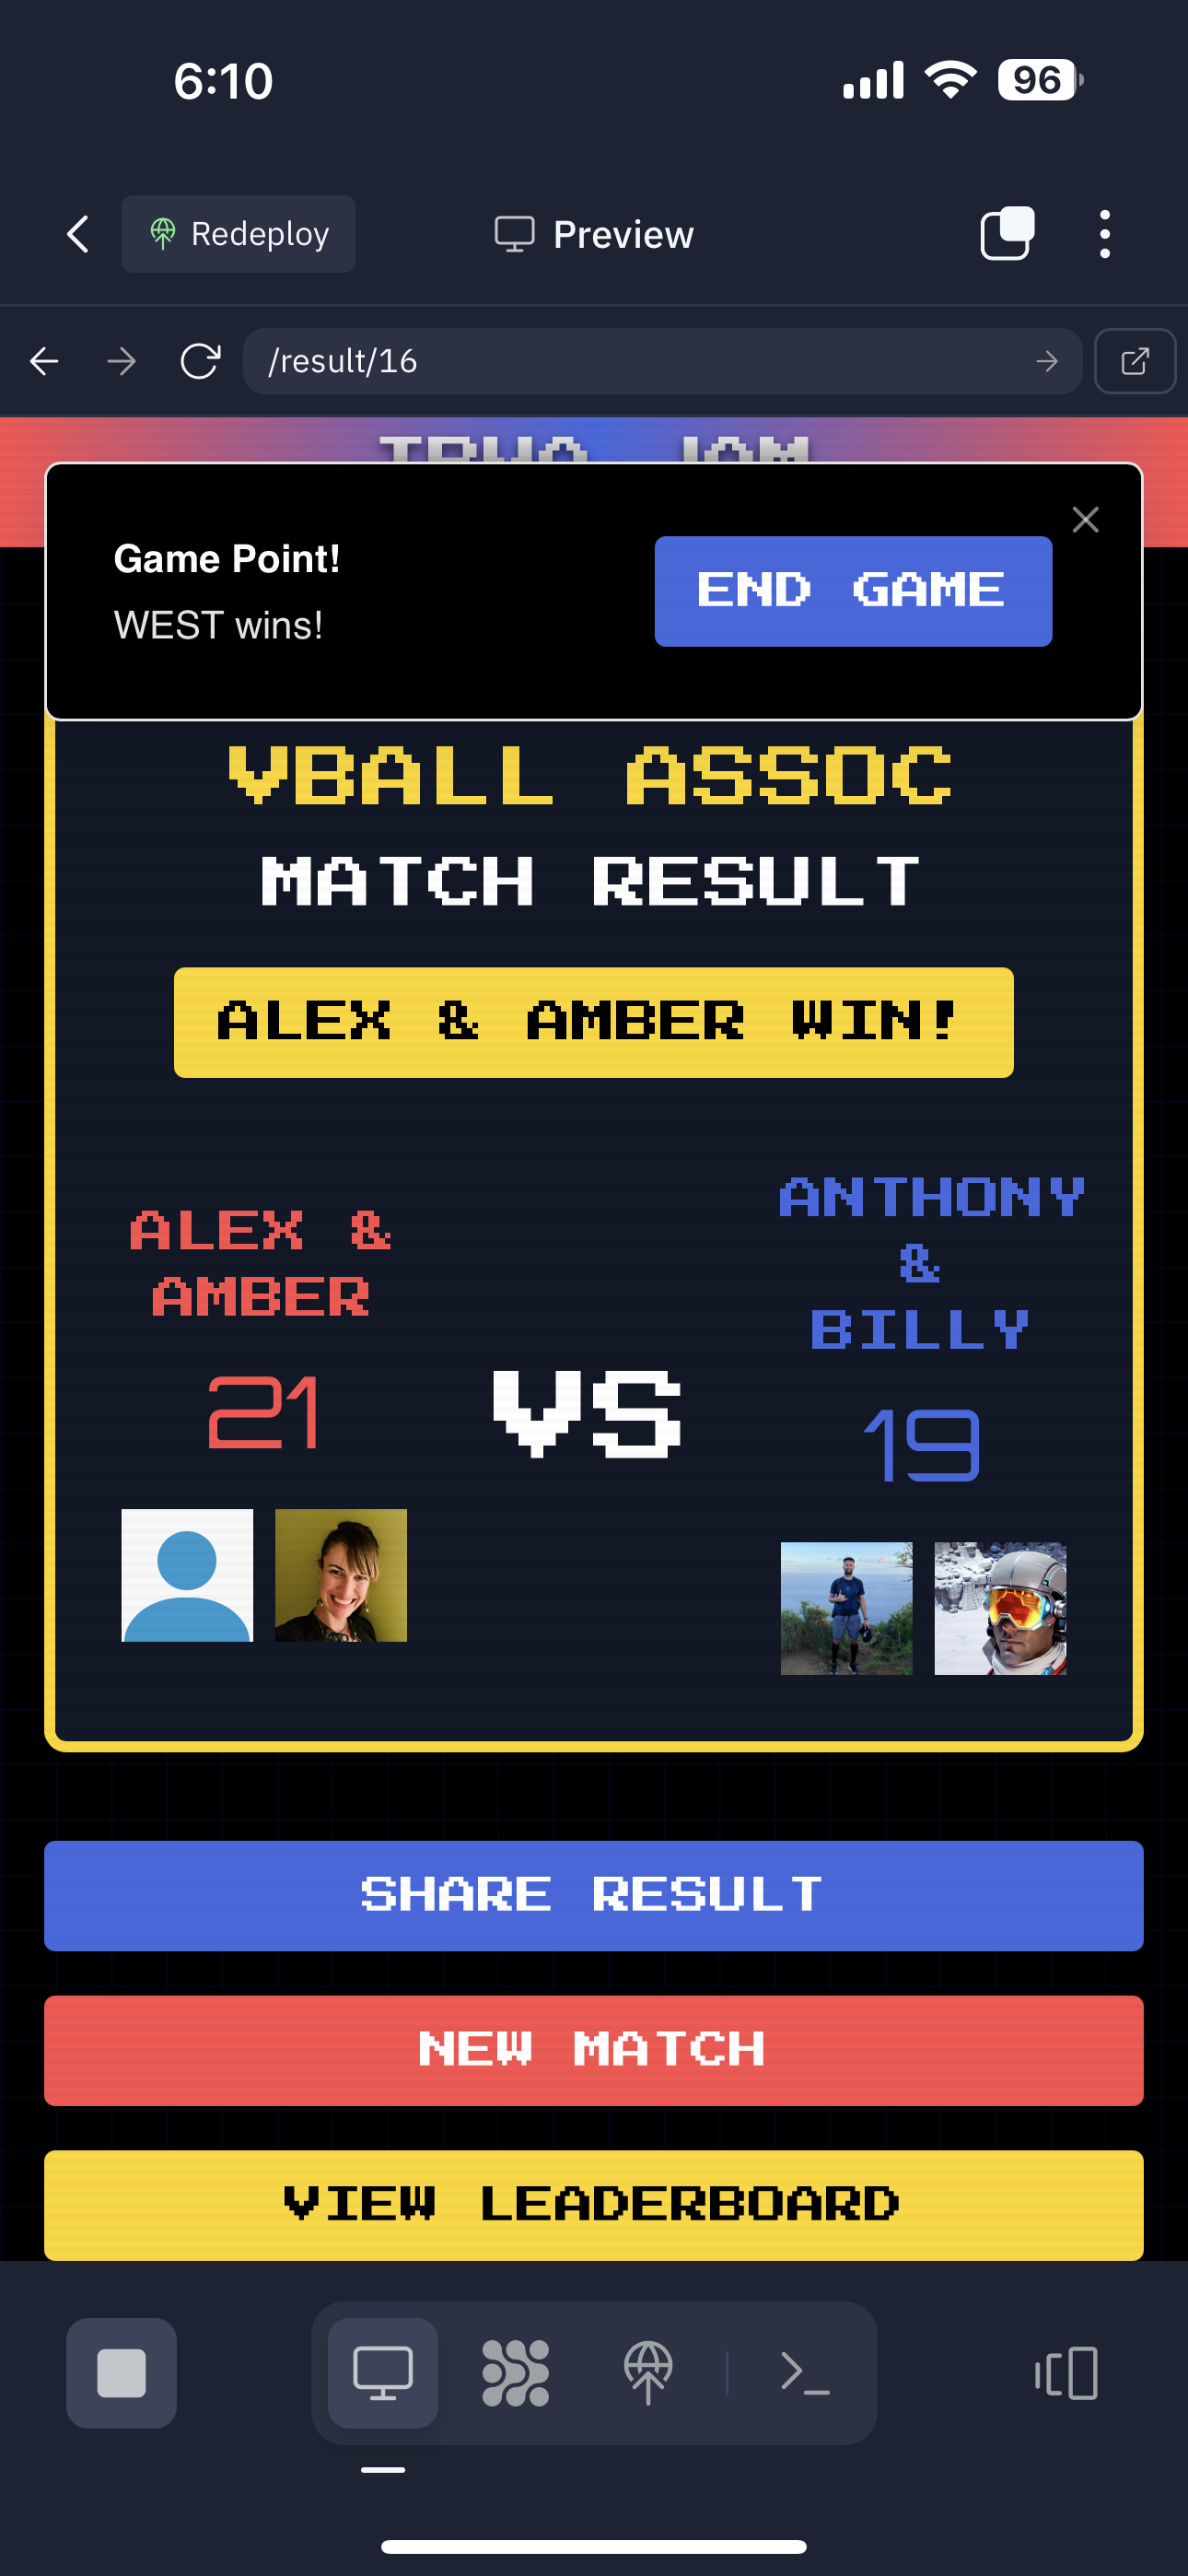 6:10
96
Redeploy
Preview
/result/16
Game Point!
WEST wins!
END GAME
VBALL ASSOC
MATCH RESULT
ALEX & AMBER WIN!
ALEX &
AMBER
21
VS
ANTHONY
&
BILLY
19
SHARE RESULT
NEW MATCH
VIEW LEADERBOARD